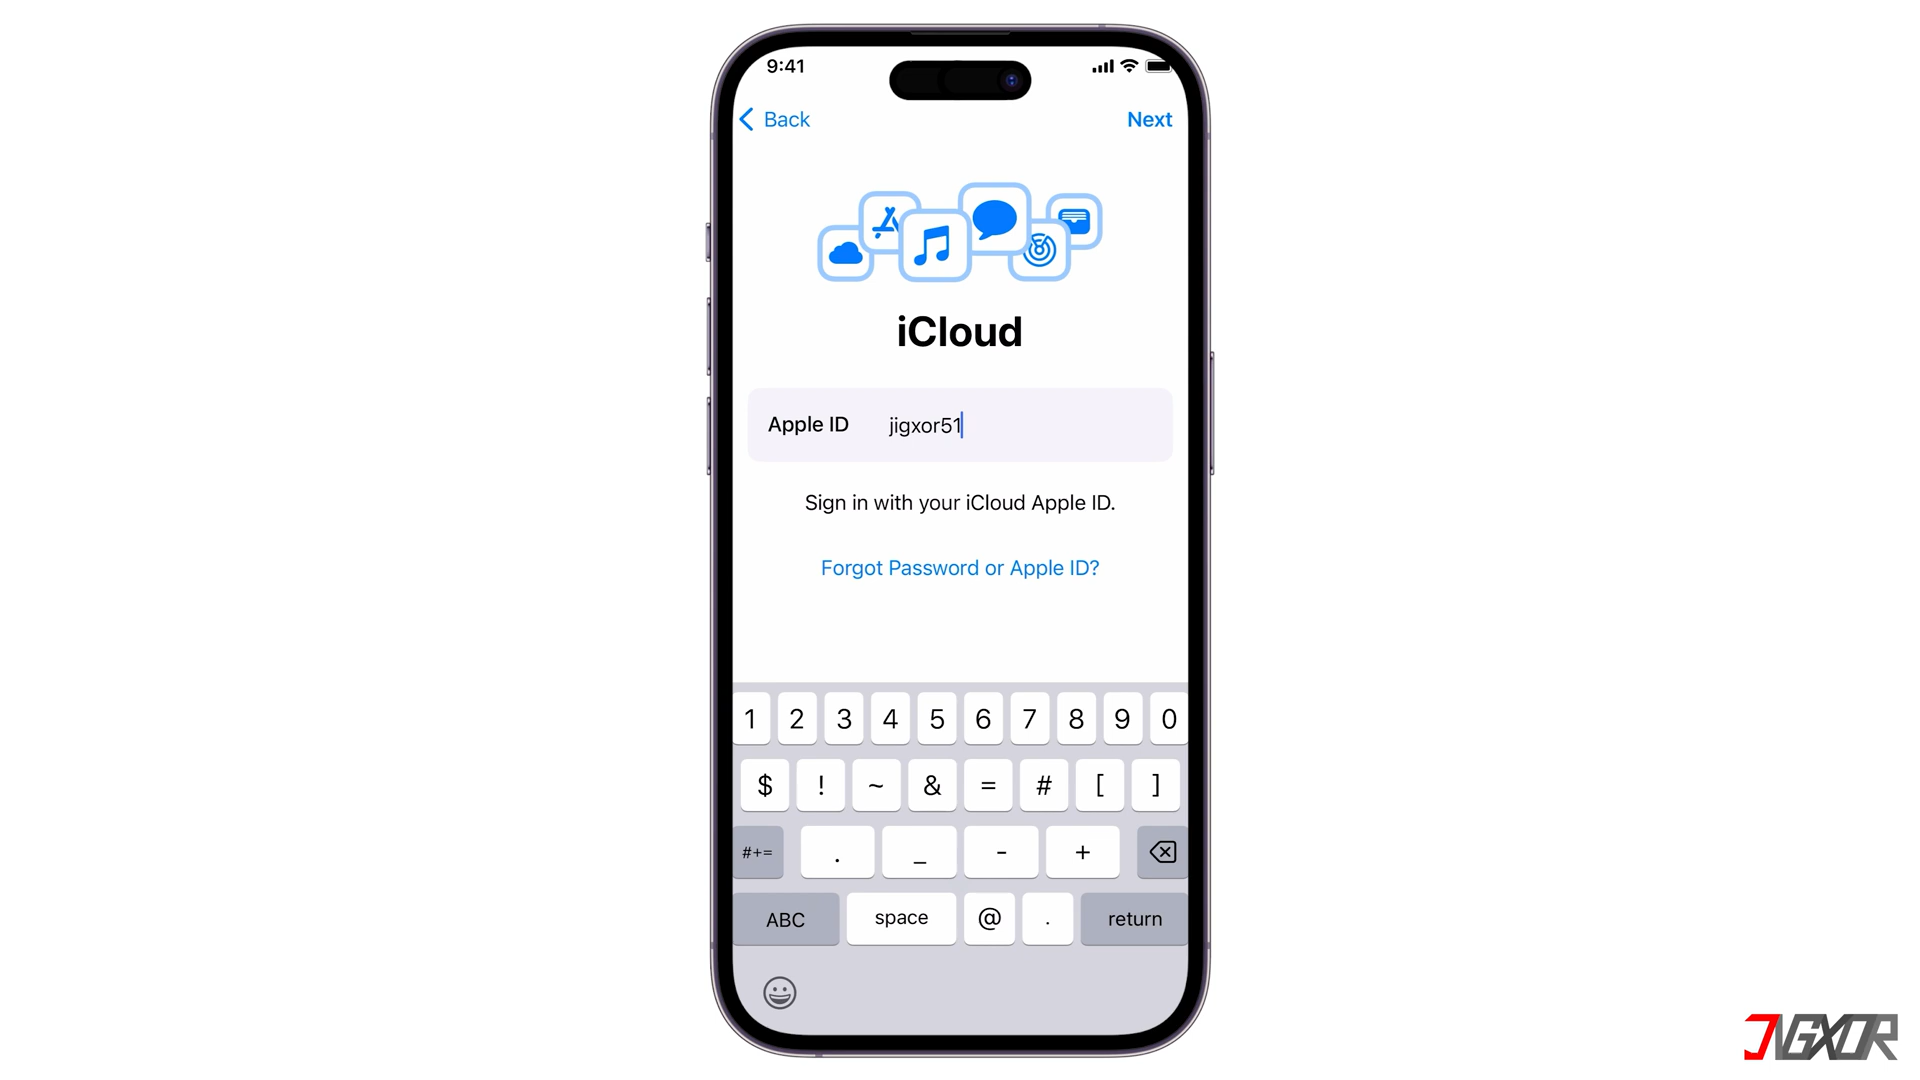 9:41
Back
Next
iCloud
Apple ID jigxor51
Sign in with your iCloud Apple ID.
Forgot Password or Apple ID?
1 2 3 4 5 6 7 8 9 0
$ ! ~ & = # [ ]
#+= . _ - +
ABC space @ . return
JIGXOR